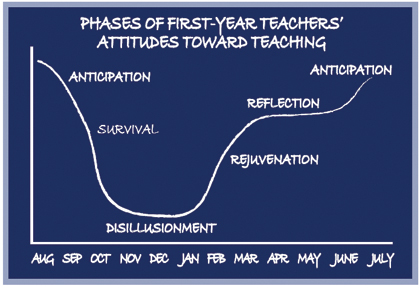 PHASES OF FIRST-YEAR TEACHERS'
ATTITUDES TOWARD TEACHING
ANTICIPATION
ANTICIPATION
REFLECTION
SURVIVAL
REJUVENATION
DISILLUSIONMENT
AUG SEP OCT NOV DEC JAN FEB MAR APR MAY JUNE JULY